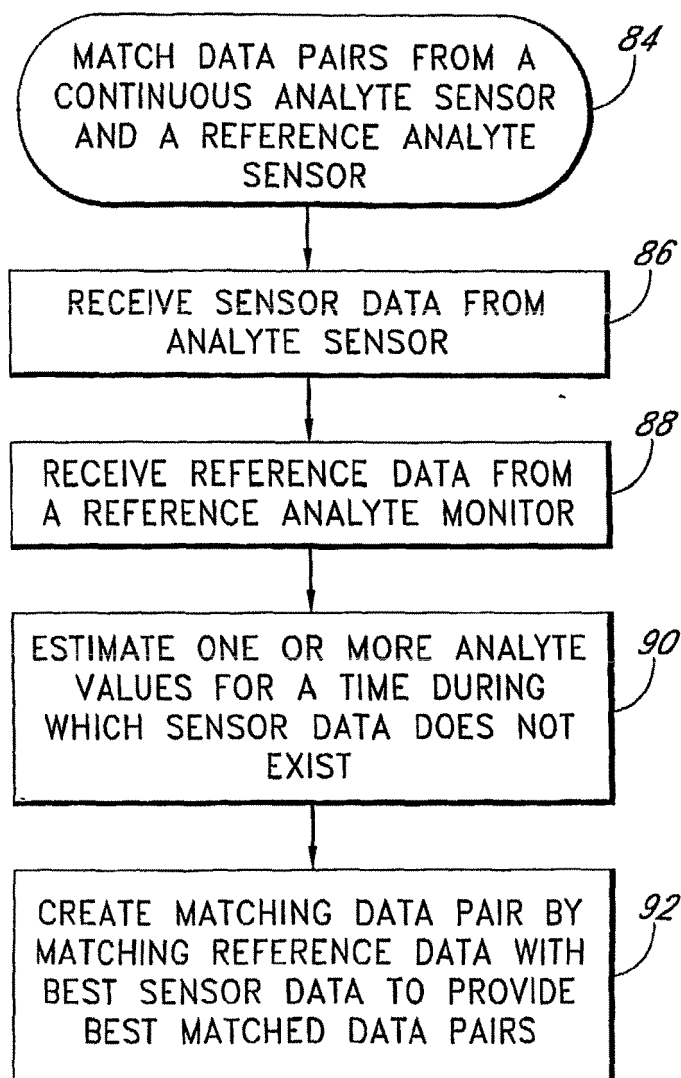 MATCH DATA PAIRS FROM A
CONTINUOUS ANALYTE SENSOR
AND A REFERENCE ANALYTE
SENSOR
84
RECEIVE SENSOR DATA FROM
ANALYTE SENSOR
86
RECEIVE REFERENCE DATA FROM
A REFERENCE ANALYTE MONITOR
88
ESTIMATE ONE OR MORE ANALYTE
VALUES FOR A TIME DURING
WHICH SENSOR DATA DOES NOT
EXIST
90
CREATE MATCHING DATA PAIR BY
MATCHING REFERENCE DATA WITH
BEST SENSOR DATA TO PROVIDE
BEST MATCHED DATA PAIRS
92